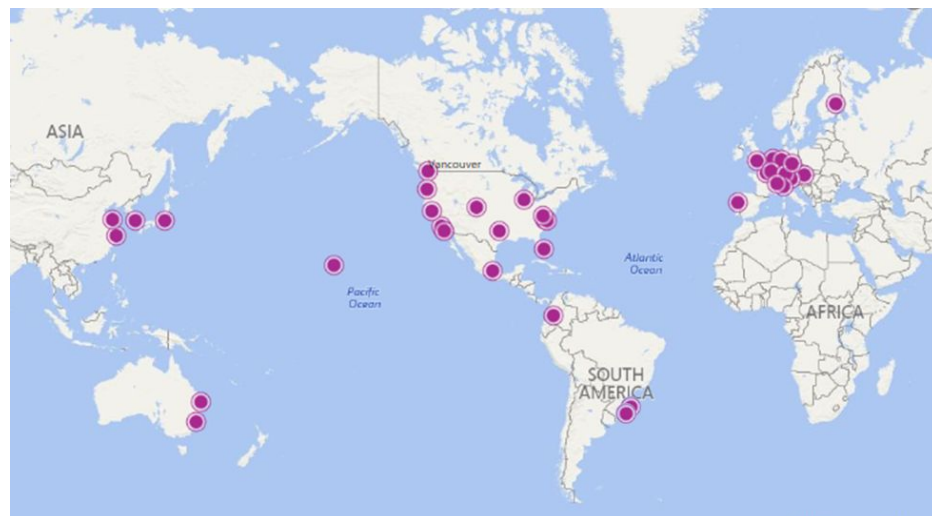 ASIA
Vancouver
Atlantic
Ocean
Pacific
Ocean
AFRICA
SOUTH
AMERICA